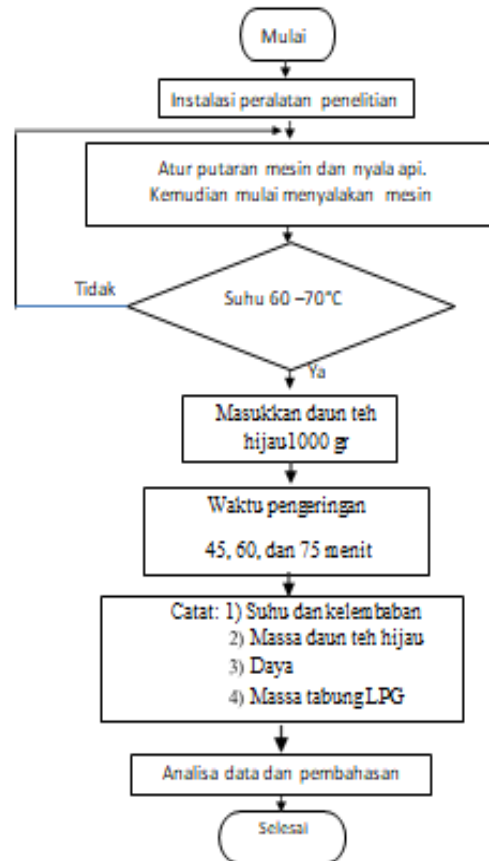 Mulai
Instalasi peralatan penelitian
Atur putaran mesin dan nyala api.
Kemudian mulai menyalakan mesin
Tidak
Suhu 60 –70°C
Ya
Masukkan daun teh
hijau1000 gr
Waktu pengeringan
45, 60, dan 75 menit
Catat: 1) Suhu dan kelembaban
2) Massa daun teh hijau
3) Daya
4) Massa tabung LPG
Analisa data dan pembahasan
Selesai